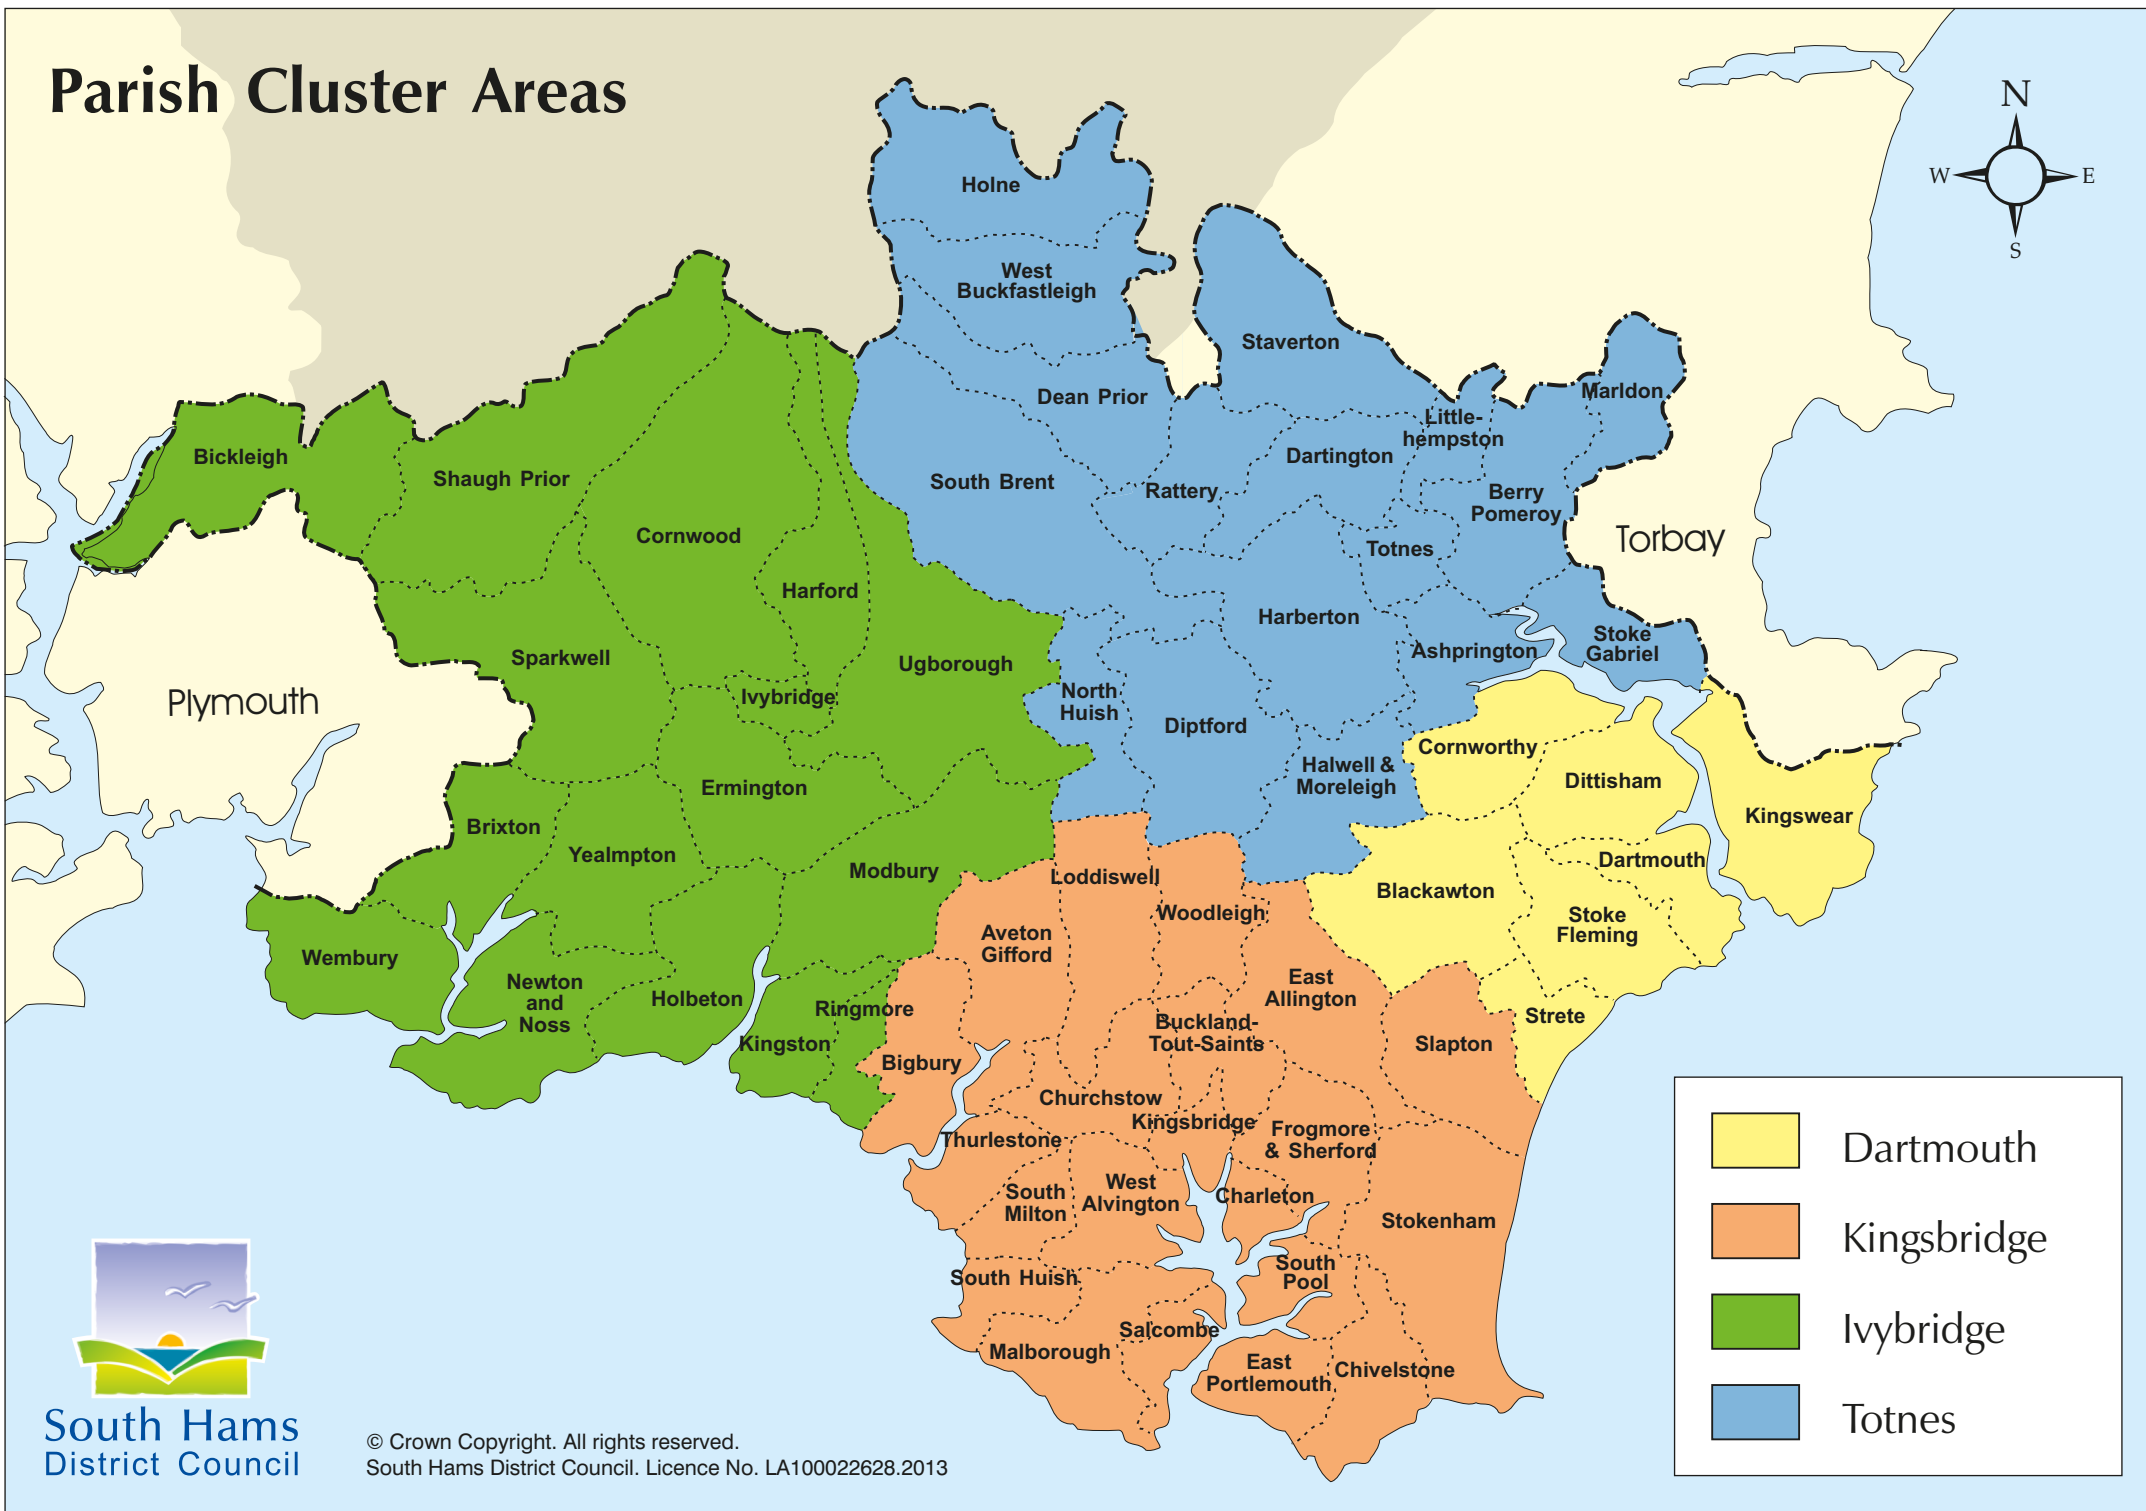 Parish Cluster Areas
N
W
E
S
Holne
West
Buckfastleigh
Staverton
Dean Prior
Marldon
Little-
hempston
Bickleigh
Shaugh Prior
South Brent
Rattery
Dartington
Berry
Pomeroy
Torbay
Cornwood
Totnes
Harford
Harberton
Stoke
Gabriel
Ashprington
Sparkwell
Ugborough
Plymouth
Ivybridge
North
Huish
Diptford
Cornworthy
Halwell &
Moreleigh
Dittisham
Ermington
Kingswear
Brixton
Yealmpton
Modbury
Loddiswell
Dartmouth
Blackawton
Woodleigh
Stoke
Fleming
Aveton
Gifford
Wembury
Newton
and
Noss
Holbeton
Ringmore
East
Allington
Strete
Buckland-
Tout-Saints
Kingston
Slapton
Bigbury
Churchstow
Kingsbridge
Frogmore
& Sherford
Thurlestone
South
Milton
West
Alvington
Charleton
Stokenham
South Huish
South
Pool
Salcombe
Malborough
East
Portlemouth
Chivelstone
Dartmouth
Kingsbridge
Ivybridge
Totnes
South Hams
District Council
© Crown Copyright. All rights reserved.
South Hams District Council. Licence No. LA100022628.2013